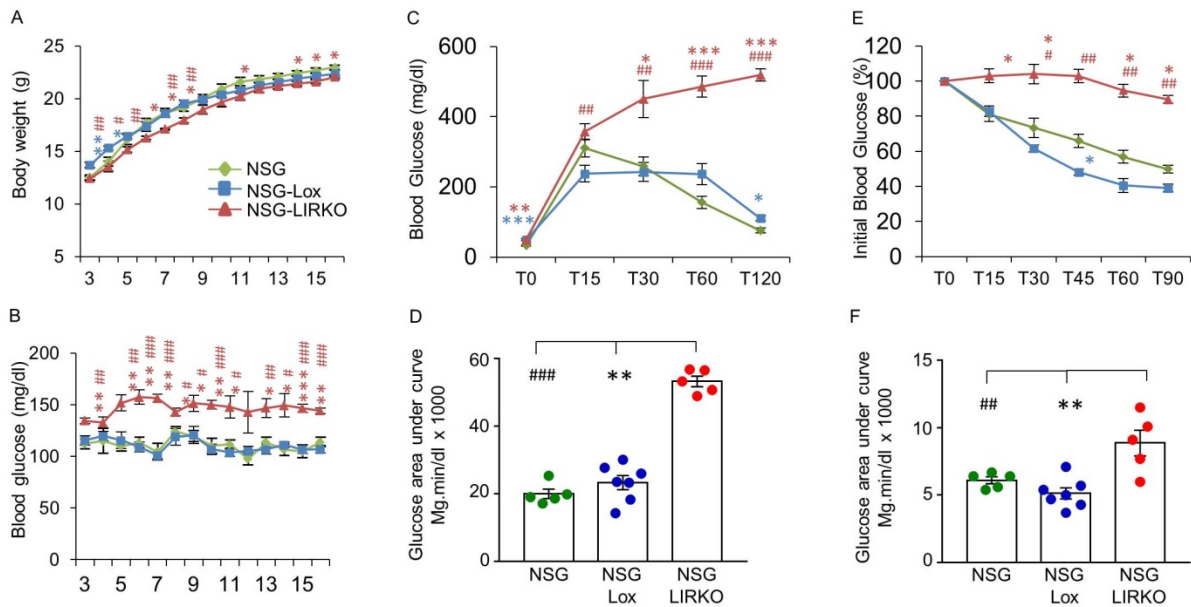 A
Body weight (g)
25
20
15
10
5
3 5 7 9 11 13 15
NSG
NSG-Lox
NSG-LIRKO
B
Blood glucose (mg/dl)
200
150
100
50
0
3 5 7 9 11 13 15
C
Blood Glucose (mg/dl)
600
400
200
0
T0 T15 T30 T60 T120
**
***
##
*
##
***
###
***
###
*
D
Glucose area under curve
Mg.min/dl x 1000
60
40
20
0
###
**
NSG
NSG
Lox
NSG
LIRKO
E
Initial Blood Glucose (%)
120
100
80
60
40
20
0
T0 T15 T30 T45 T60 T90
*
*
#
##
*
##
*
##
*
F
Glucose area under curve
Mg.min/dl x 1000
15
10
5
0
##
**
NSG
NSG
Lox
NSG
LIRKO